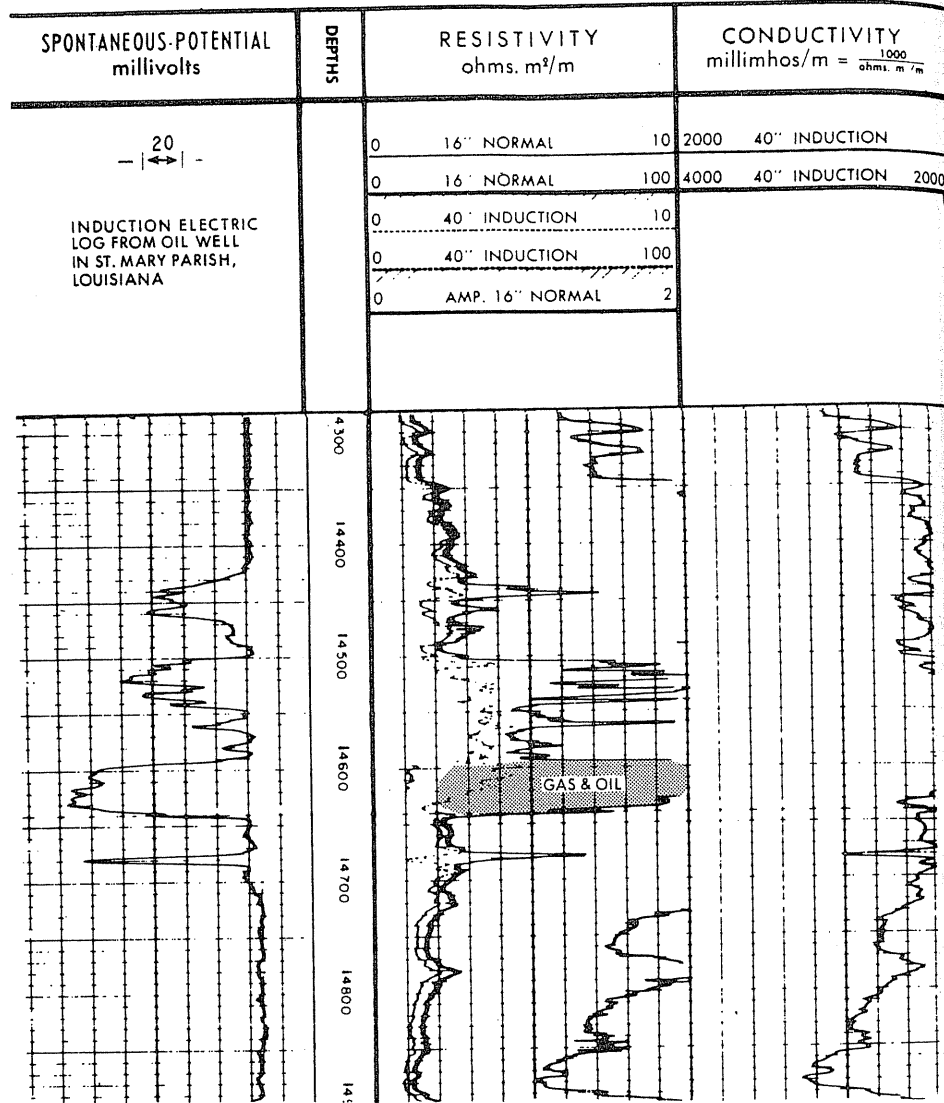 SPONTANEOUS-POTENTIAL
millivolts
DEPTHS
RESISTIVITY
ohms. m²/m
CONDUCTIVITY
millimhos/m = 1000
ohms. m /m
20
INDUCTION ELECTRIC
LOG FROM OIL WELL
IN ST. MARY PARISH,
LOUISIANA
0 16" NORMAL 10
0 16 NORMAL 100
0 40 INDUCTION 10
0 40" INDUCTION 100
0 AMP. 16" NORMAL 2
2000 40" INDUCTION
4000 40" INDUCTION 2000
4300
14400
14500
14600
GAS & OIL
14700
14800
149